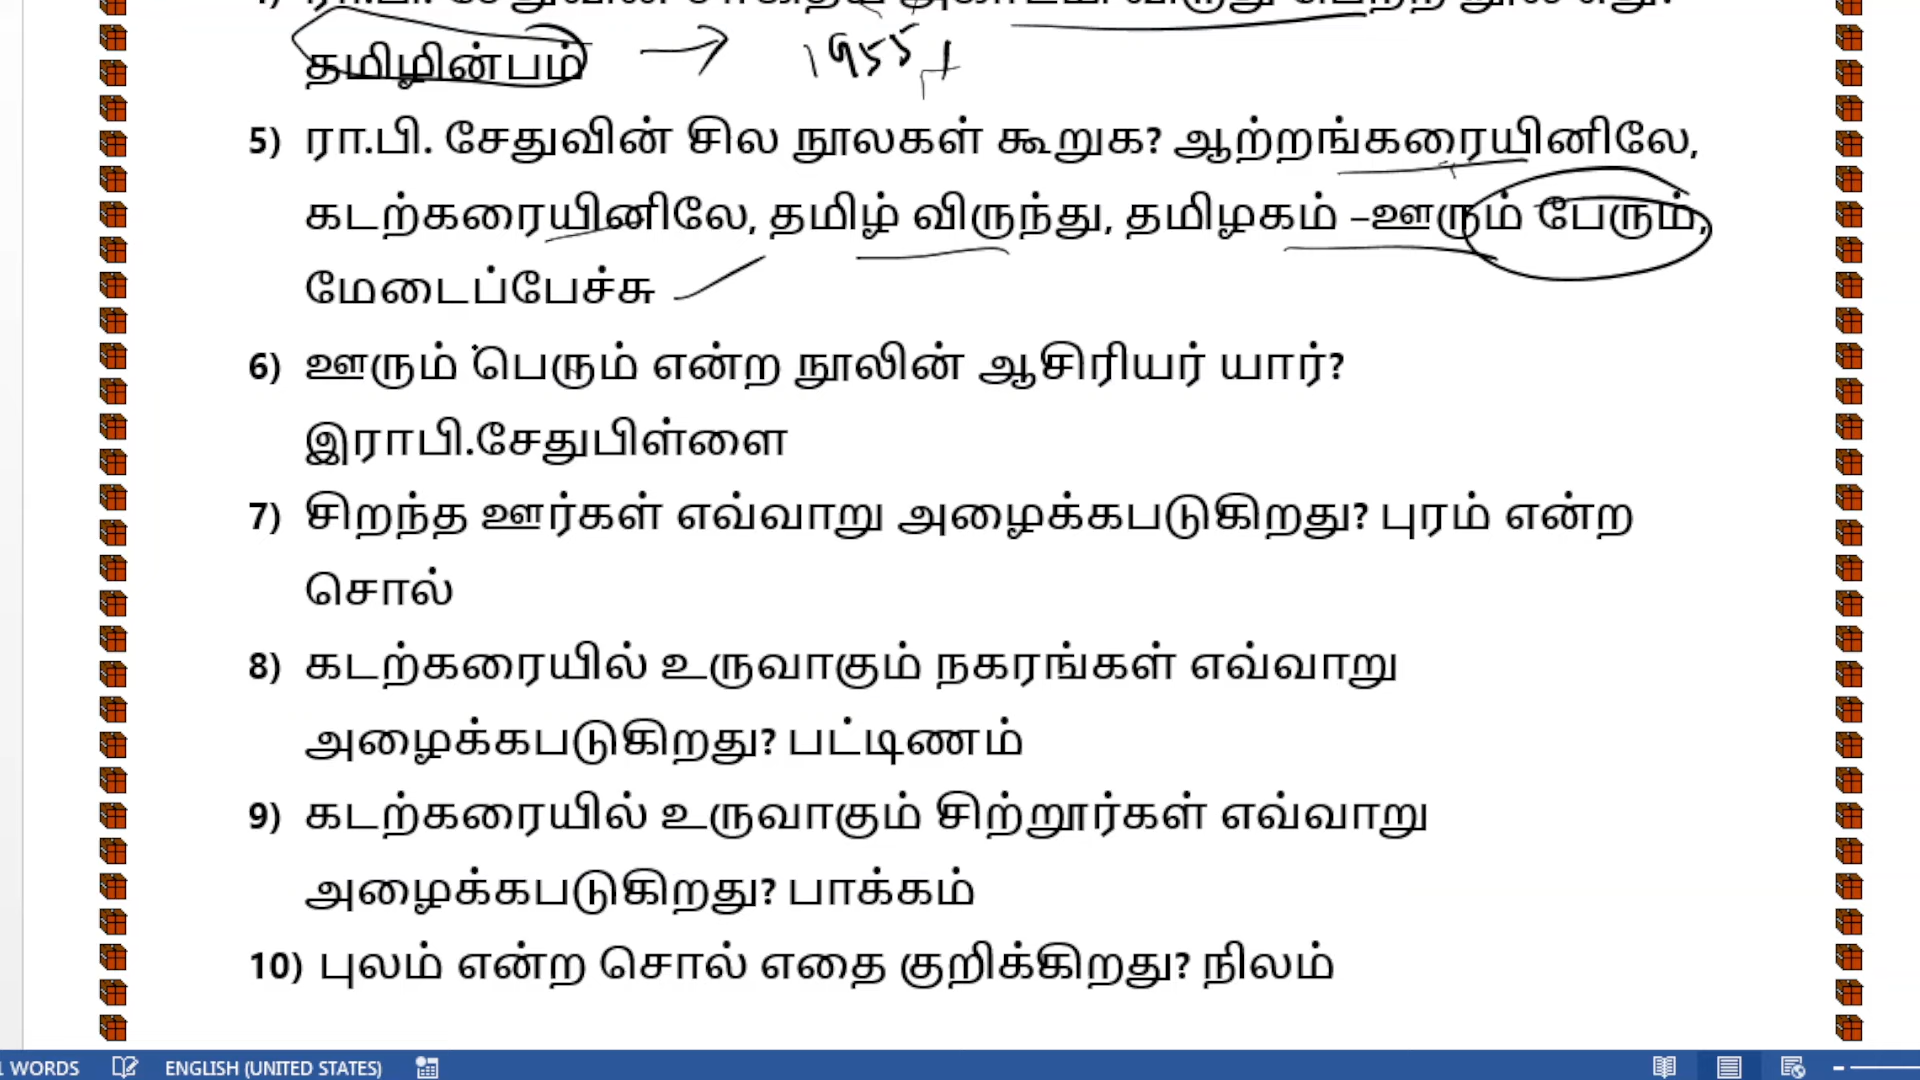 தமிழின்பம் → 1955
5) ரா.பி. சேதுவின் சில நூலகள் கூறுக? ஆற்றங்கரையினிலே,
கடற்கரையினிலே, தமிழ் விருந்து, தமிழகம் –ஊரும் பேரும்,
மேடைப்பேச்சு
6) ஊரும் பெரும் என்ற நூலின் ஆசிரியர் யார்?
இராபி.சேதுபிள்ளை
7) சிறந்த ஊர்கள் எவ்வாறு அழைக்கபடுகிறது? புரம் என்ற
சொல்
8) கடற்கரையில் உருவாகும் நகரங்கள் எவ்வாறு
அழைக்கபடுகிறது? பட்டிணம்
9) கடற்கரையில் உருவாகும் சிற்றூர்கள் எவ்வாறு
அழைக்கபடுகிறது? பாக்கம்
10) புலம் என்ற சொல் எதை குறிக்கிறது? நிலம்
WORDS ENGLISH (UNITED STATES)